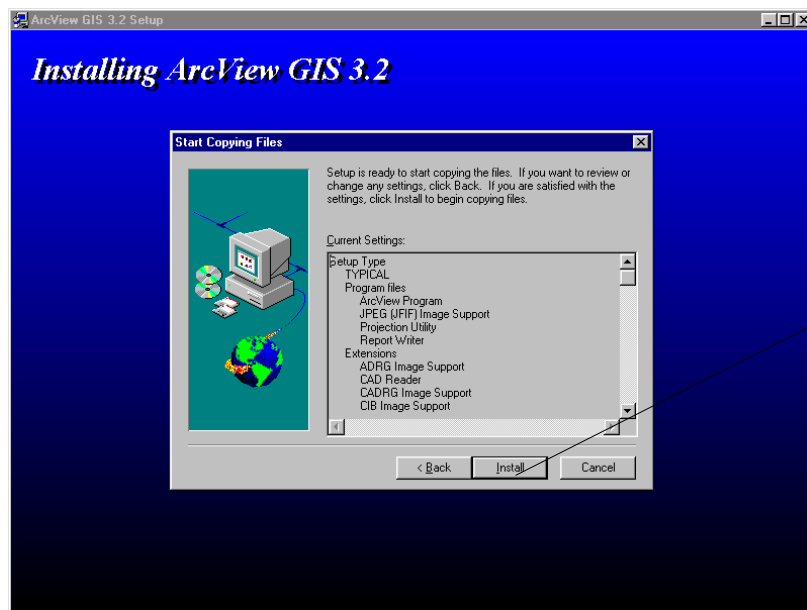 ArcView GIS 3.2 Setup
Installing ArcView GIS 3.2
Start Copying Files
Setup is ready to start copying the files. If you want to review or
change any settings, click Back. If you are satisfied with the
settings, click Install to begin copying files.
Current Settings:
Setup Type
TYPICAL
Program files
ArcView Program
JPEG (JFIF) Image Support
Projection Utility
Report Writer
Extensions
ADRG Image Support
CAD Reader
CADRG Image Support
CIB Image Support
< Back
Install
Cancel